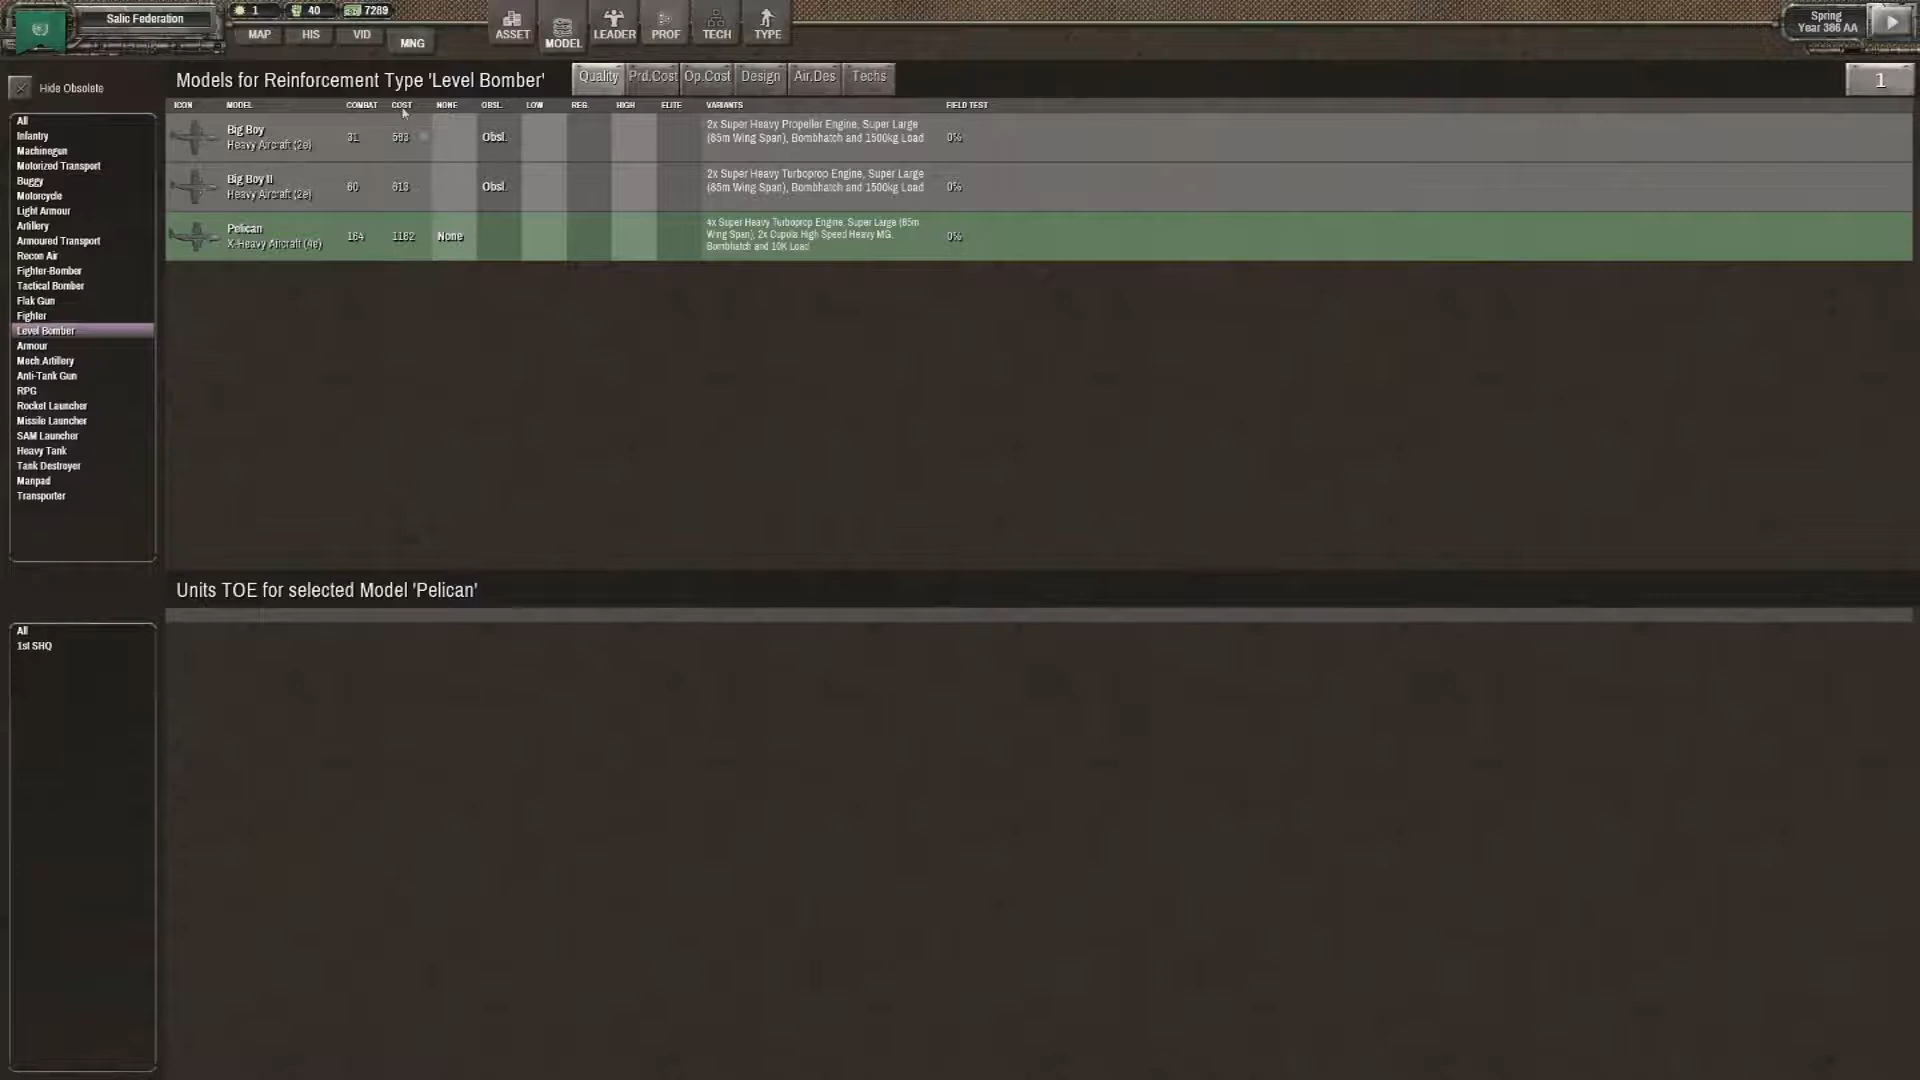 Salic Federation
1
40
7289
MAP
HIS
VID
MNG
ASSET
MODEL
LEADER
PROF
TECH
TYPE
Spring
Year 386 AA
Hide Obsolete
Models for Reinforcement Type 'Level Bomber'
Quality
Prd.Cost
Op.Cost
Design
Air.Des
Techs
1
ICON MODEL COMBAT COST NONE OBSL. LOW REG. HIGH ELITE VARIANTS FIELD TEST
Big Boy
Heavy Aircraft (2e)
31 593 Obsl.
2x Super Heavy Propeller Engine, Super Large
(85m Wing Span), Bombhatch and 1500kg Load
0%
Big Boy II
Heavy Aircraft (2e)
60 613 Obsl.
2x Super Heavy Turboprop Engine, Super Large
(85m Wing Span), Bombhatch and 1500kg Load
0%
Pelican
X-Heavy Aircraft (4e)
164 1182 None
4x Super Heavy Turboprop Engine, Super Large (85m
Wing Span), 2x Cupola High Speed Heavy MG,
Bombhatch and 10K Load
0%
All
Infantry
Machinegun
Motorized Transport
Buggy
Motorcycle
Light Armour
Artillery
Armoured Transport
Recon Air
Fighter-Bomber
Tactical Bomber
Flak Gun
Fighter
Level Bomber
Armour
Mech Artillery
Anti-Tank Gun
RPG
Rocket Launcher
Missile Launcher
SAM Launcher
Heavy Tank
Tank Destroyer
Manpad
Transporter
Units TOE for selected Model 'Pelican'
All
1st SHQ